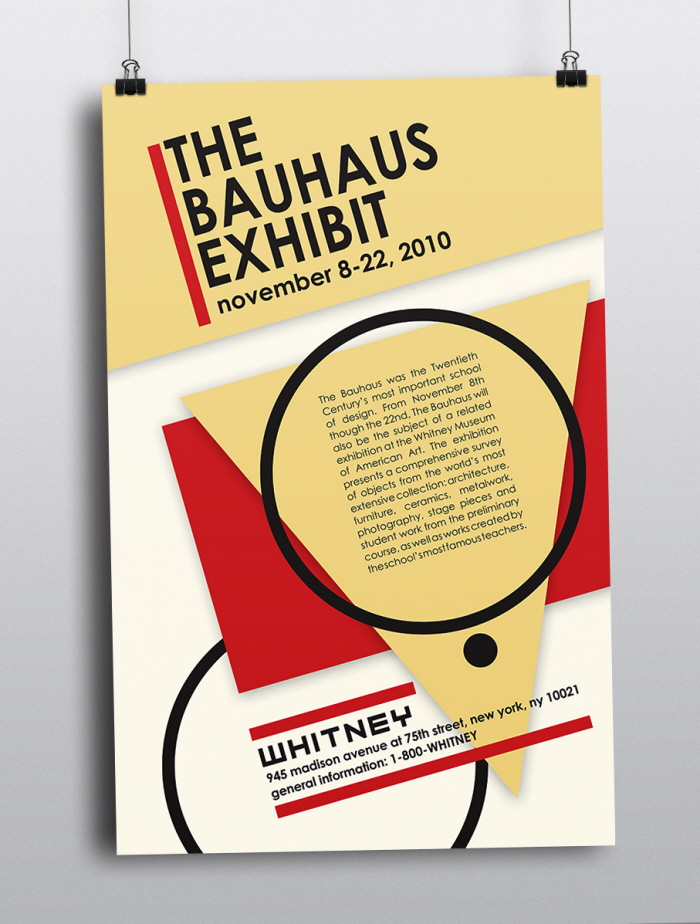 THE
BAUHAUS
EXHIBIT
november 8-22, 2010
The Bauhaus was the Twentieth
Century's most important school
of design. From November 8th
though the 22nd, The Bauhaus will
also be the subject of a related
exhibition at the Whitney Museum
of American Art. The exhibition
presents a comprehensive survey
of objects from the world's most
extensive collection: architecture,
furniture, ceramics, metalwork,
photography, stage pieces and
student work from the preliminary
course, as well as works created by
the school's most famous teachers.
WHITNEY
945 madison avenue at 75th street, new york, ny 10021
general information: 1-800-WHITNEY